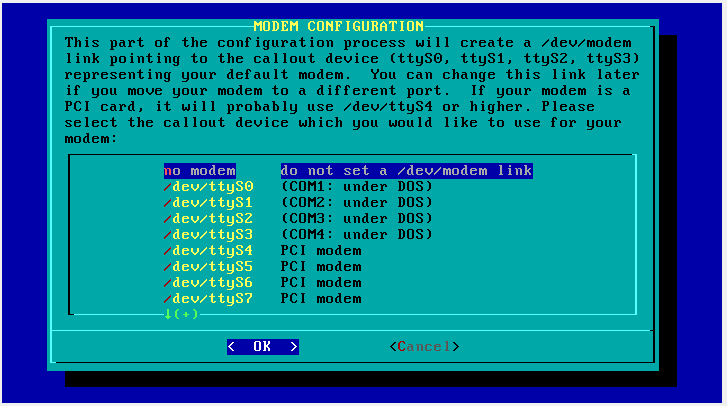 MODEM CONFIGURATION
This part of the configuration process will create a /dev/modem
link pointing to the callout device (ttyS0, ttyS1, ttyS2, ttyS3)
representing your default modem.  You can change this link later
if you move your modem to a different port.  If your modem is a
PCI card, it will probably use /dev/ttyS4 or higher. Please
select the callout device which you would like to use for your
modem:
no modem do not set a /dev/modem link
/dev/ttyS0 (COM1: under DOS)
/dev/ttyS1 (COM2: under DOS)
/dev/ttyS2 (COM3: under DOS)
/dev/ttyS3 (COM4: under DOS)
/dev/ttyS4 PCI modem
/dev/ttyS5 PCI modem
/dev/ttyS6 PCI modem
/dev/ttyS7 PCI modem
↓(+)
<  OK  > <Cancel>